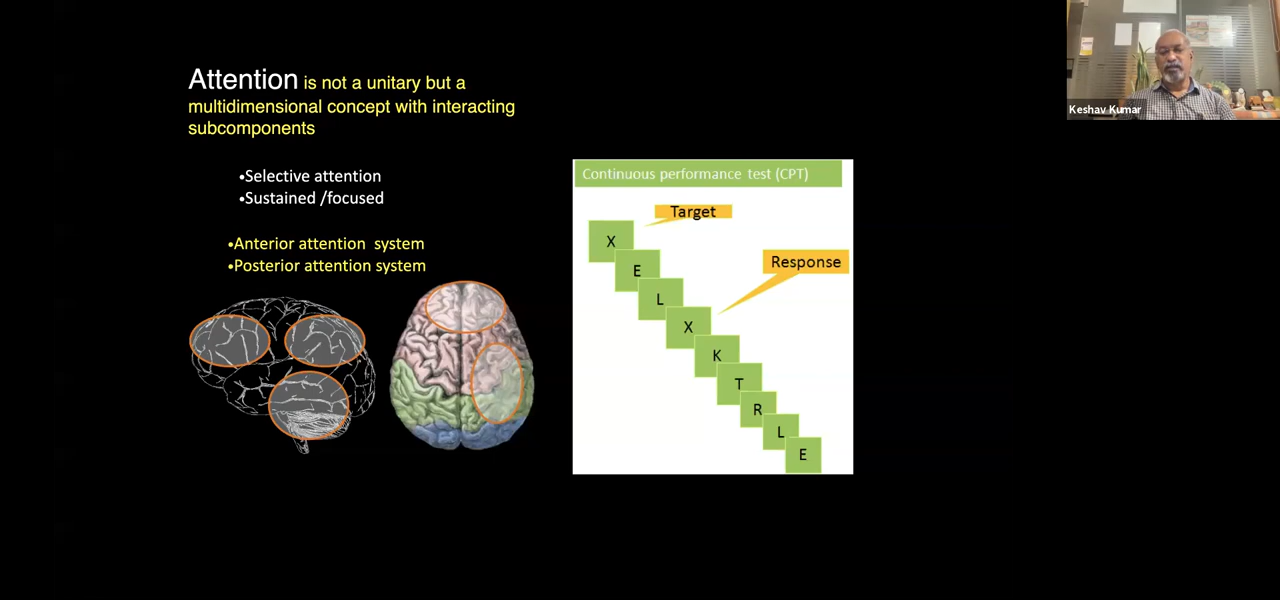 Attention is not a unitary but a
multidimensional concept with interacting
subcomponents
•Selective attention
•Sustained /focused
•Anterior attention  system
•Posterior attention system
Continuous performance test (CPT)
Target
Response
X
E
L
X
K
T
R
L
E
Keshav Kumar